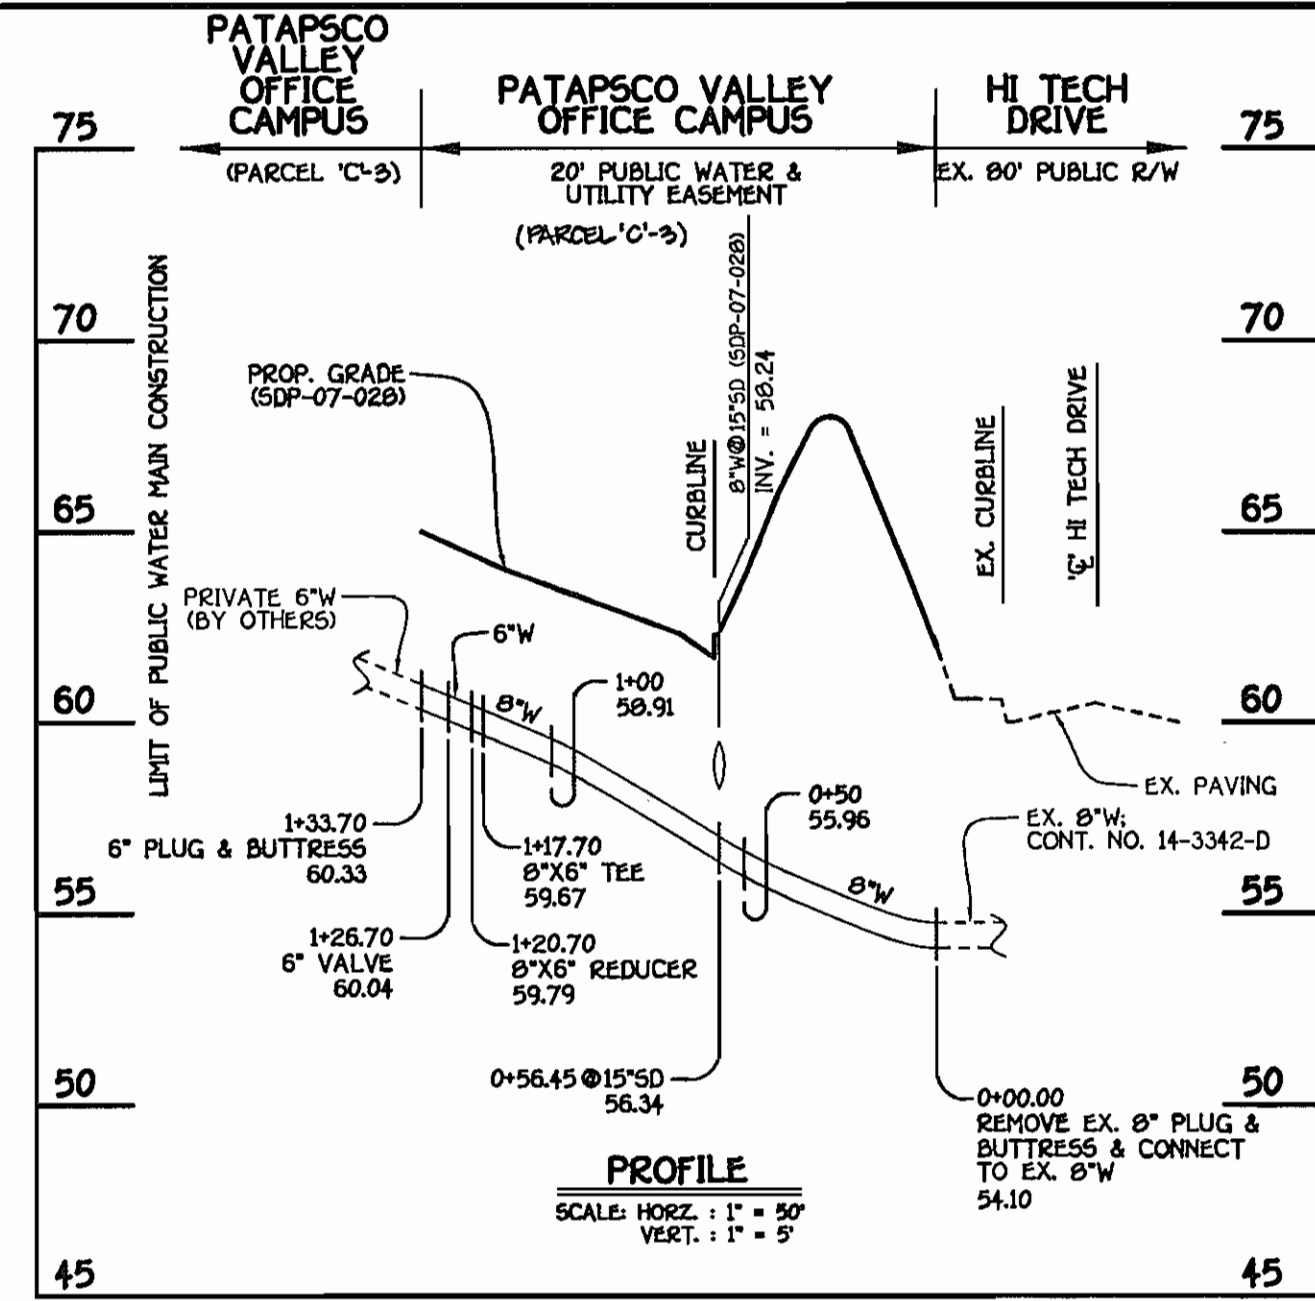 PATAPSCO
VALLEY
OFFICE
CAMPUS
(PARCEL 'C'-3)
PATAPSCO VALLEY
OFFICE CAMPUS
20' PUBLIC WATER &
UTILITY EASEMENT
(PARCEL 'C'-3)
HI TECH
DRIVE
EX. 80' PUBLIC R/W
75
75
70
70
65
65
60
60
55
55
50
50
45
45
LIMIT OF PUBLIC WATER MAIN CONSTRUCTION
PROP. GRADE
(SDP-07-028)
CURBLINE
8"W@15"SD (SDP-07-028)
INV. = 58.24
EX. CURBLINE
℄ HI TECH DRIVE
PRIVATE 6"W
(BY OTHERS)
6"W
8"W
1+00
58.91
0+50
55.96
8"W
EX. PAVING
EX. 8"W;
CONT. NO. 14-3342-D
1+33.70
6" PLUG & BUTTRESS
60.33
1+17.70
8"X6" TEE
59.67
1+26.70
6" VALVE
60.04
1+20.70
8"X6" REDUCER
59.79
0+56.45 @15"SD
56.34
0+00.00
REMOVE EX. 8" PLUG &
BUTTRESS & CONNECT
TO EX. 8"W
54.10
PROFILE
SCALE: HORZ. : 1" = 50'
VERT. : 1" = 5'